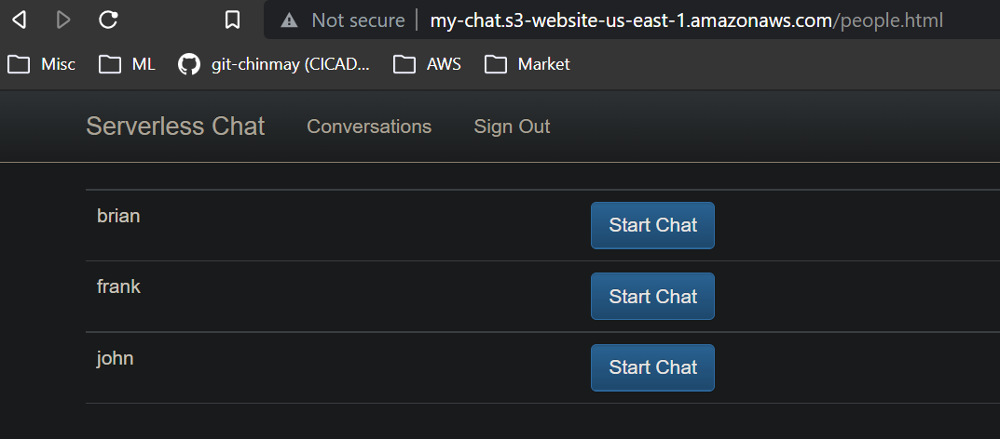 Not secure | my-chat.s3-website-us-east-1.amazonaws.com/people.html
Misc ML git-chinmay (CICAD... AWS Market
Serverless Chat Conversations Sign Out
brian Start Chat
frank Start Chat
john Start Chat